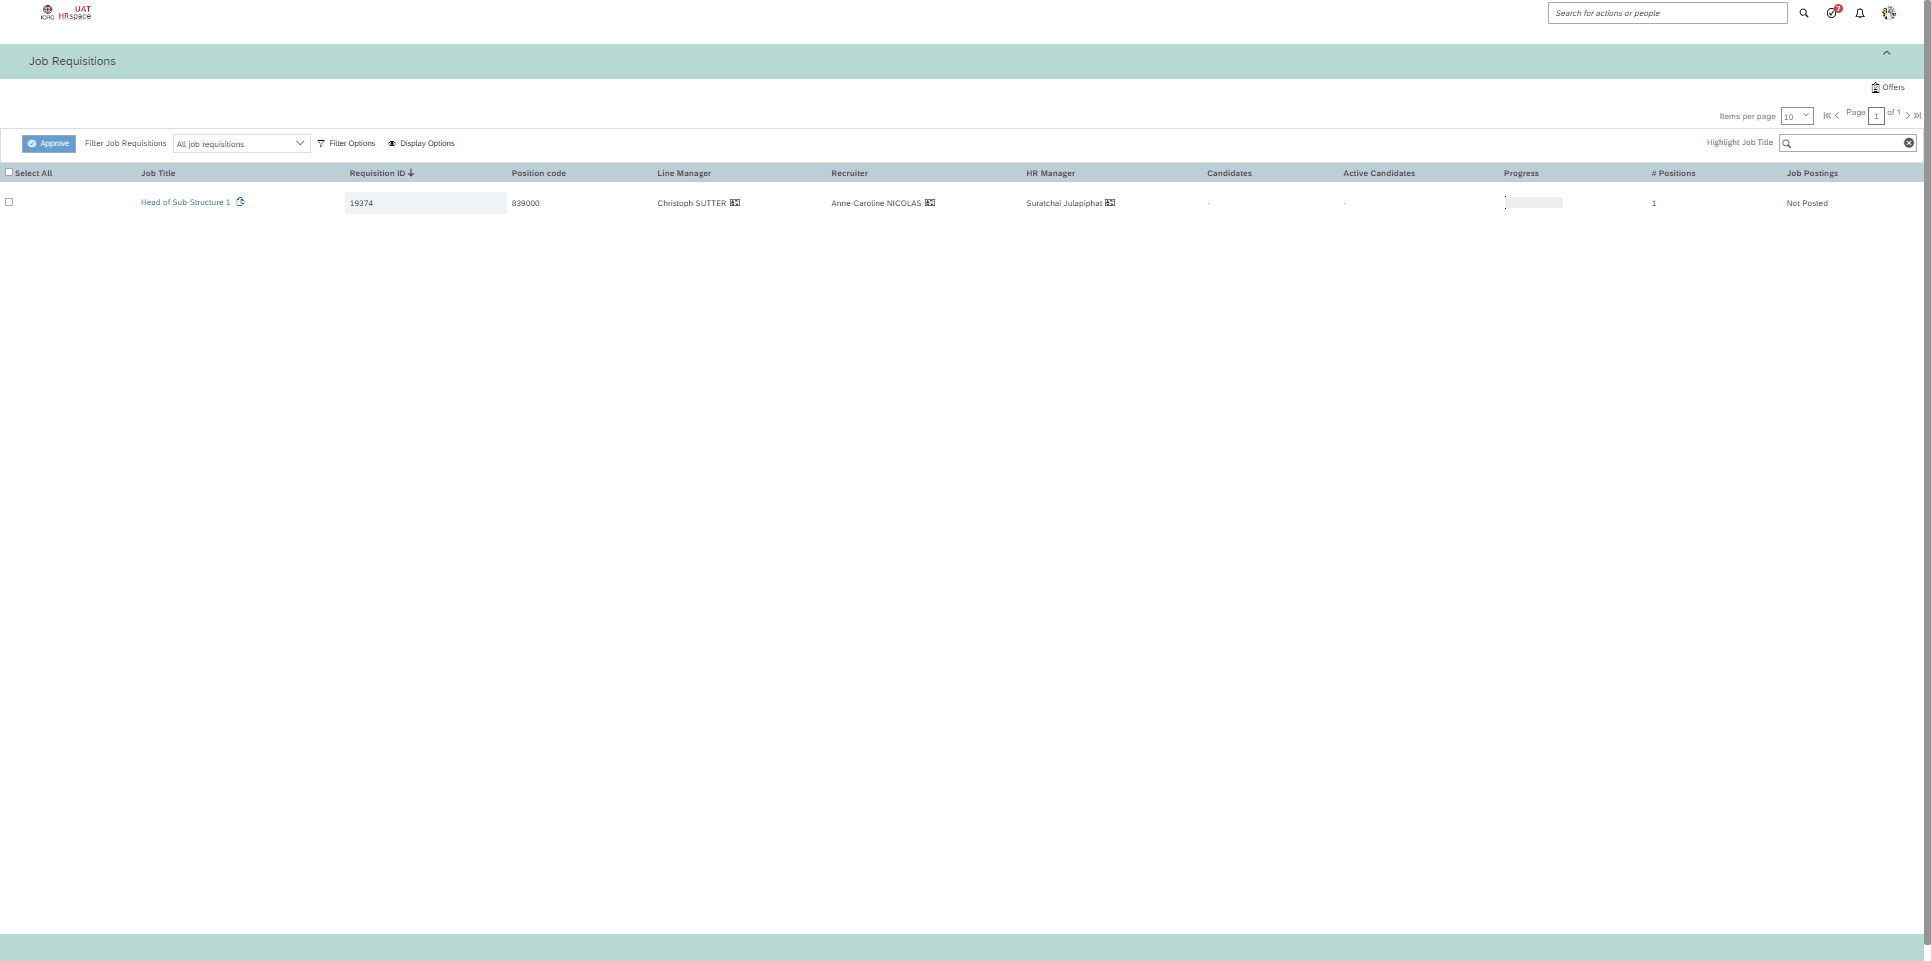 UAT
ICRC HRspace
Search for actions or people
7
Job Requisitions
Offers
Items per page 10 Page 1 of 1
Approve Filter Job Requisitions All job requisitions Filter Options Display Options Highlight Job Title
Select All Job Title Requisition ID Position code Line Manager Recruiter HR Manager Candidates Active Candidates Progress # Positions Job Postings
Head of Sub-Structure 1 19374 839000 Christoph SUTTER Anne-Caroline NICOLAS Suratchai Julapiphat - - 1 Not Posted